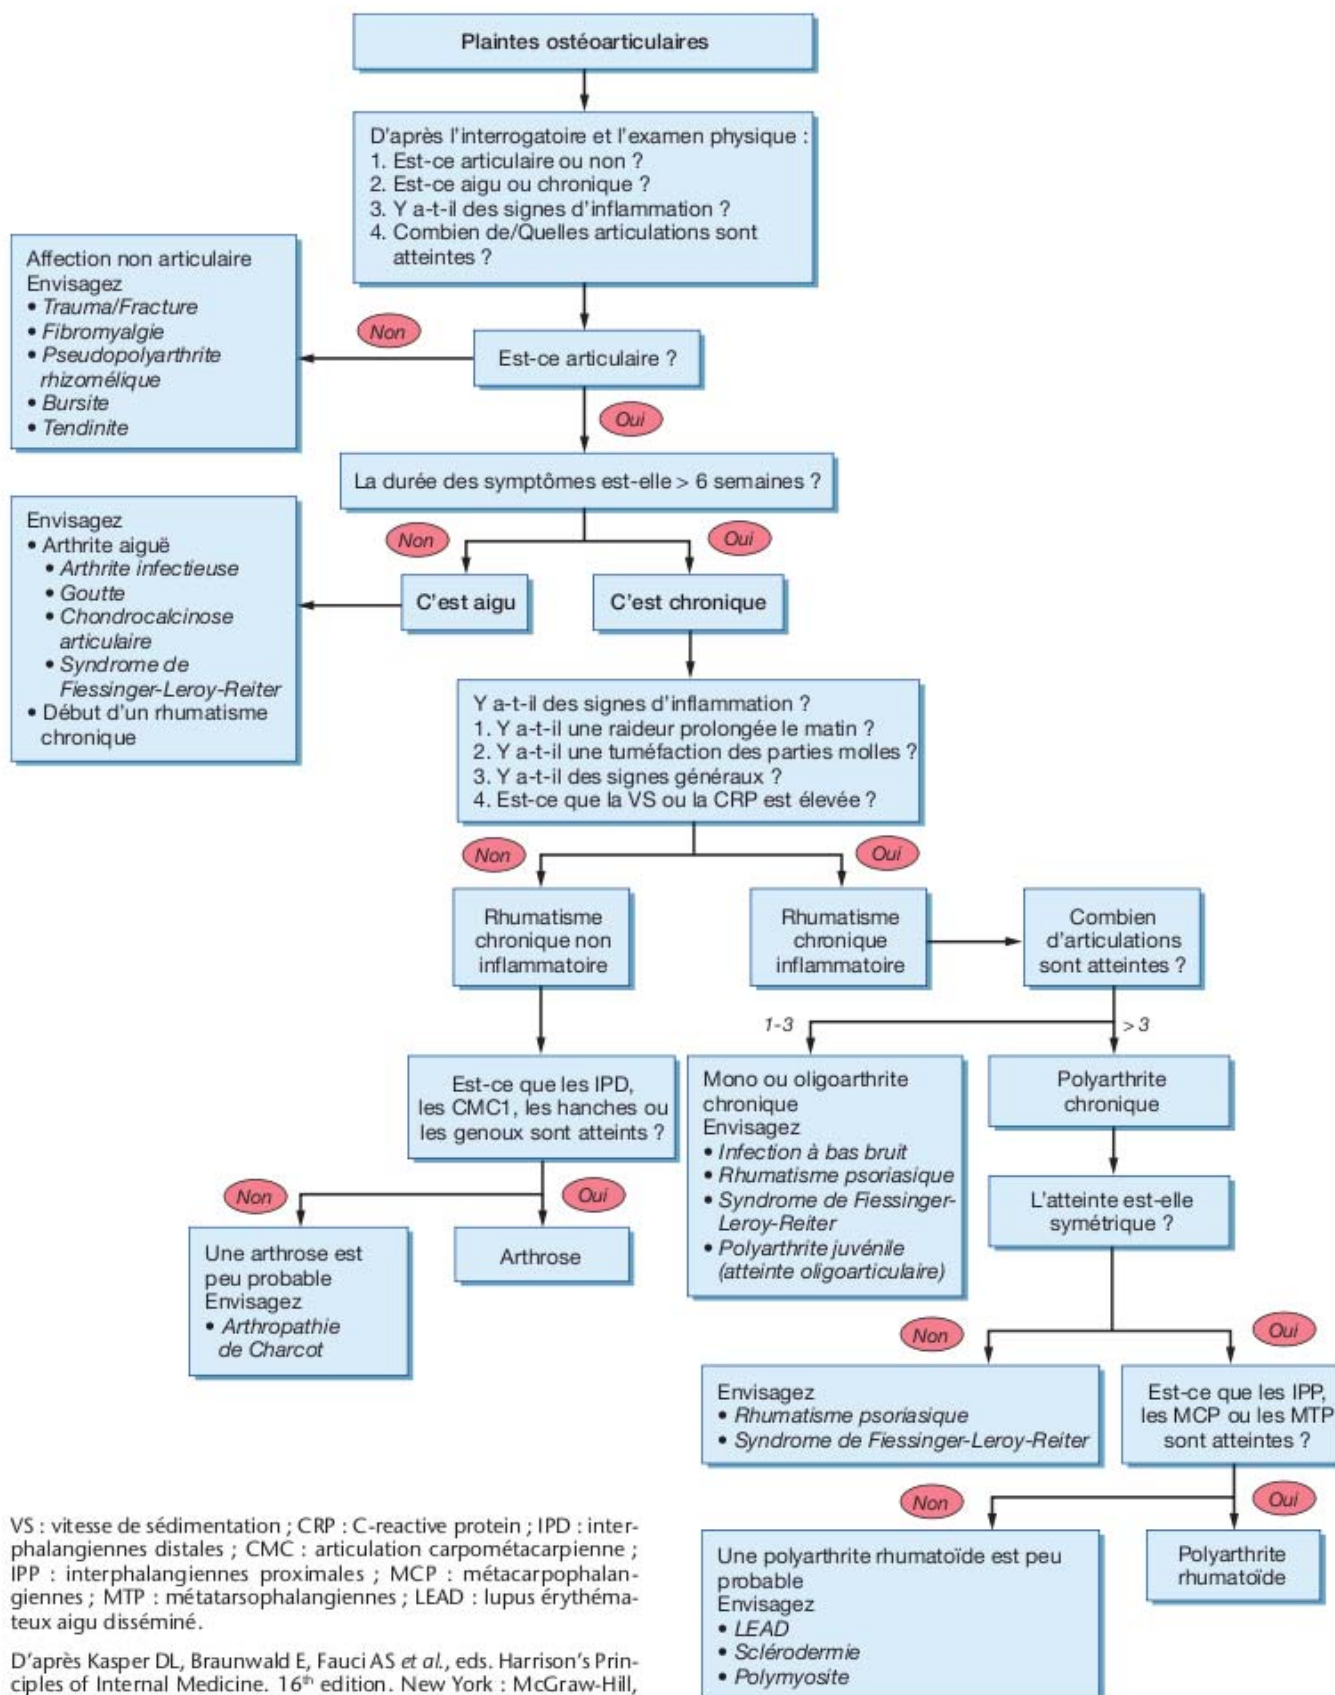 Plaintes ostéoarticulaires
D'après l'interrogatoire et l'examen physique :
1. Est-ce articulaire ou non ?
2. Est-ce aigu ou chronique ?
3. Y a-t-il des signes d'inflammation ?
4. Combien de/Quelles articulations sont
atteintes ?
Affection non articulaire
Envisagez
• Trauma/Fracture
• Fibromyalgie
• Pseudopolyarthrite
rhizomélique
• Bursite
• Tendinite
Non
Est-ce articulaire ?
Oui
La durée des symptômes est-elle > 6 semaines ?
Non
Oui
Envisagez
• Arthrite aiguë
• Arthrite infectieuse
• Goutte
• Chondrocalcinose
articulaire
• Syndrome de
Fiessinger-Leroy-Reiter
• Début d'un rhumatisme
chronique
C'est aigu
C'est chronique
Y a-t-il des signes d'inflammation ?
1. Y a-t-il une raideur prolongée le matin ?
2. Y a-t-il une tuméfaction des parties molles ?
3. Y a-t-il des signes généraux ?
4. Est-ce que la VS ou la CRP est élevée ?
Non
Oui
Rhumatisme
chronique non
inflammatoire
Rhumatisme
chronique
inflammatoire
Combien
d'articulations
sont atteintes ?
1-3
> 3
Est-ce que les IPD,
les CMC1, les hanches ou
les genoux sont atteints ?
Mono ou oligoarthrite
chronique
Envisagez
• Infection à bas bruit
• Rhumatisme psoriasique
• Syndrome de Fiessinger-
Leroy-Reiter
• Polyarthrite juvénile
(atteinte oligoarticulaire)
Polyarthrite
chronique
L'atteinte est-elle
symétrique ?
Non
Oui
Une arthrose est
peu probable
Envisagez
• Arthropathie
de Charcot
Arthrose
Non
Oui
Envisagez
• Rhumatisme psoriasique
• Syndrome de Fiessinger-Leroy-Reiter
Est-ce que les IPP,
les MCP ou les MTP
sont atteintes ?
Non
Oui
Une polyarthrite rhumatoïde est peu
probable
Envisagez
• LEAD
• Sclérodermie
• Polymyosite
Polyarthrite
rhumatoïde
VS : vitesse de sédimentation ; CRP : C-reactive protein ; IPD : inter-
phalangiennes distales ; CMC : articulation carpométacarpienne ;
IPP : interphalangiennes proximales ; MCP : métacarpophalan-
giennes ; MTP : métatarsophalangiennes ; LEAD : lupus érythéma-
teux aigu disséminé.
D'après Kasper DL, Braunwald E, Fauci AS et al., eds. Harrison's Prin-
ciples of Internal Medicine. 16th edition. New York : McGraw-Hill,